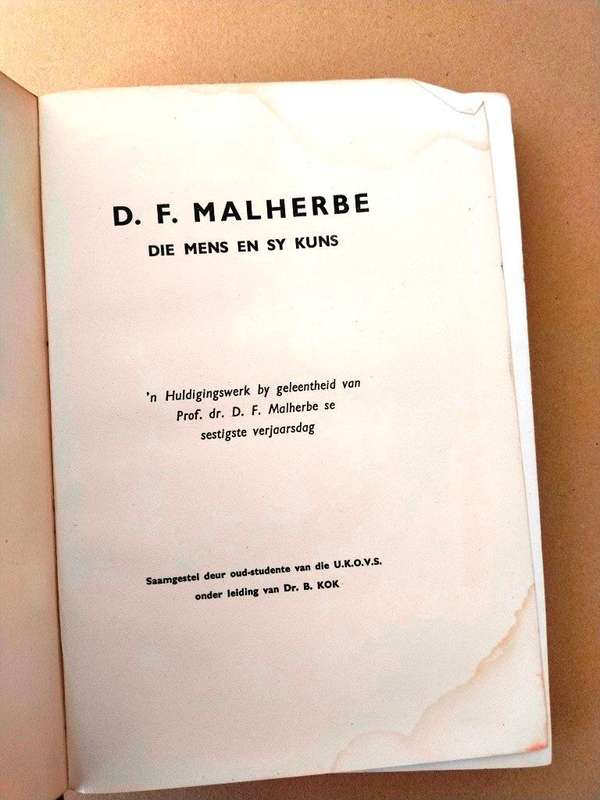 D. F. MALHERBE
DIE MENS EN SY KUNS
'n Huldigingswerk by geleentheid van
Prof. dr. D. F. Malherbe se
sestigste verjaarsdag
Saamgestel deur oud-studente van die U.K.O.V.S.
onder leiding van Dr. B. KOK